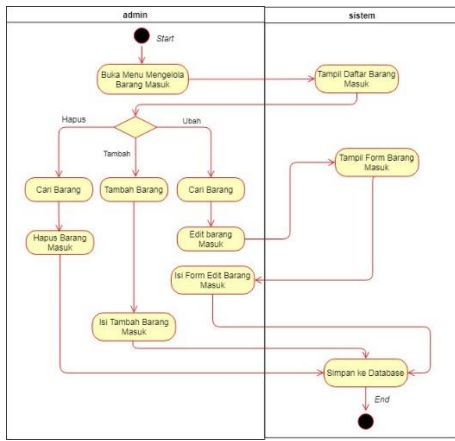 admin
sistem
Start
Buka Menu Mengelola
Barang Masuk
Tampil Daftar Barang
Masuk
Hapus
Ubah
Tambah
Tampil Form Barang
Masuk
Cari Barang
Tambah Barang
Cari Barang
Hapus Barang
Masuk
Edit barang
Masuk
Isi Form Edit Barang
Masuk
Isi Tambah Barang
Masuk
Simpan ke Database
End